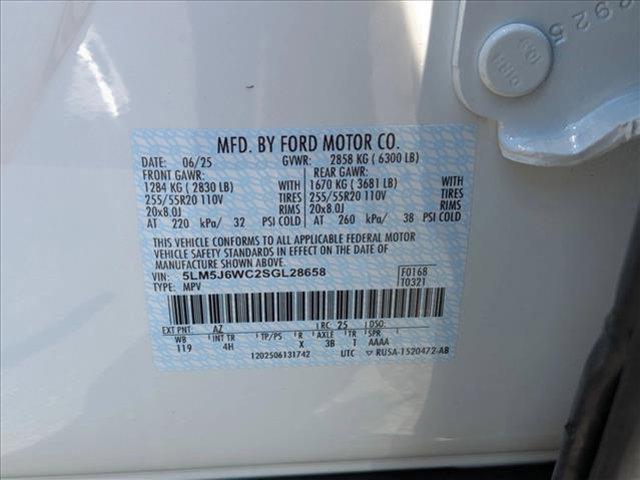 2925
MFD. BY FORD MOTOR CO.
DATE: 06/25 GVWR: 2858 KG ( 6300 LB)
FRONT GAWR: REAR GAWR:
1284 KG ( 2830 LB) WITH 1670 KG ( 3681 LB) WITH
255/55R20 110V TIRES 255/55R20 110V TIRES
20x8.0J RIMS 20x8.0J RIMS
AT 220 kPa/ 32 PSI COLD AT 260 kPa/ 38 PSI COLD
THIS VEHICLE CONFORMS TO ALL APPLICABLE FEDERAL MOTOR
VEHICLE SAFETY STANDARDS IN EFFECT ON THE DATE OF
MANUFACTURE SHOWN ABOVE.
VIN: 5LM5J6WC2SGL28658 F0168
TYPE: MPV T0321
EXT PNT: AZ RC: 25 DSO:
WB INT TR TP/PS R AXLE TR SPR
119 4H X 3B T AAAA
1202506131742 UTC RUSA-1520472-AB